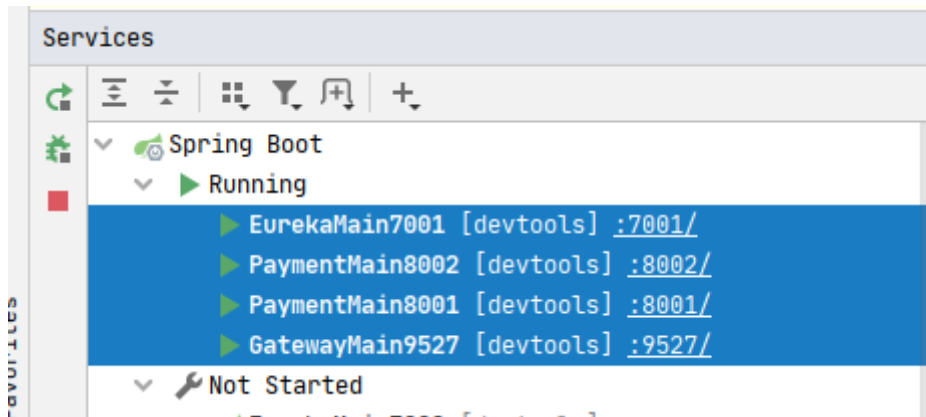 Services
Spring Boot
Running
EurekaMain7001 [devtools] :7001/
PaymentMain8002 [devtools] :8002/
PaymentMain8001 [devtools] :8001/
GatewayMain9527 [devtools] :9527/
Not Started